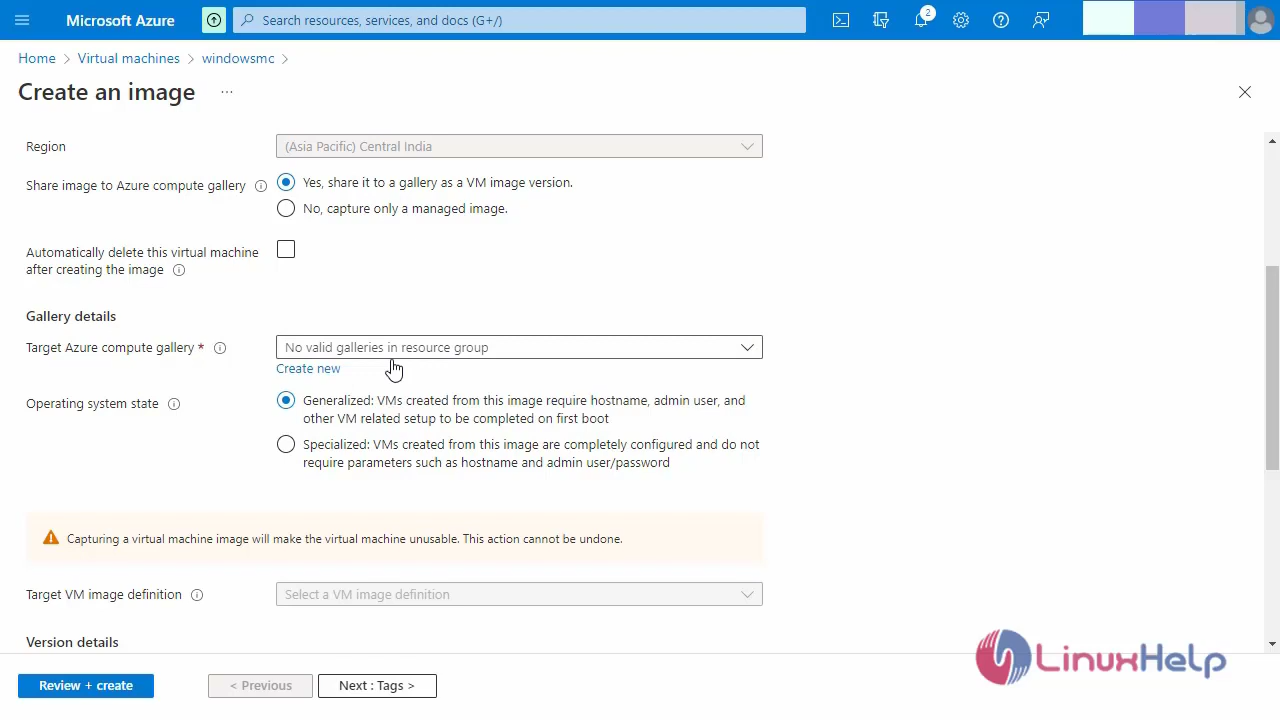 Microsoft Azure
Search resources, services, and docs (G+/)
2
Home > Virtual machines > windowsmc >
Create an image ...
Region
(Asia Pacific) Central India
Share image to Azure compute gallery
Yes, share it to a gallery as a VM image version.
No, capture only a managed image.
Automatically delete this virtual machine
after creating the image
Gallery details
Target Azure compute gallery *
No valid galleries in resource group
Create new
Operating system state
Generalized: VMs created from this image require hostname, admin user, and
other VM related setup to be completed on first boot
Specialized: VMs created from this image are completely configured and do not
require parameters such as hostname and admin user/password
Capturing a virtual machine image will make the virtual machine unusable. This action cannot be undone.
Target VM image definition
Select a VM image definition
Version details
Review + create
< Previous
Next : Tags >
LinuxHelp